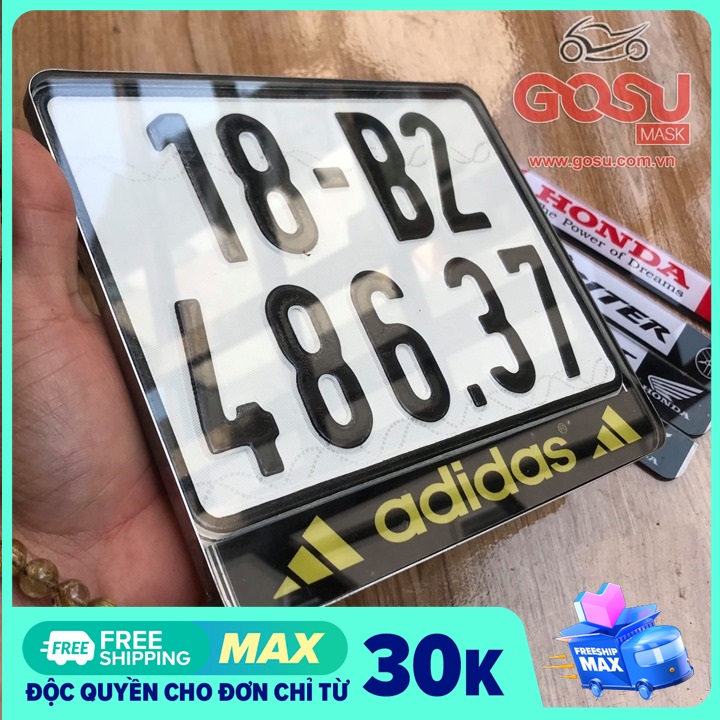 GOSU
MASK
www.gosu.com.vn
18-B2
486.37
adidas ®
HONDA
The Power of Dreams
HONDA
FREE SHIPPING MAX
ĐỘC QUYỀN CHO ĐƠN CHỈ TỪ
30K
FREESHIP
MAX